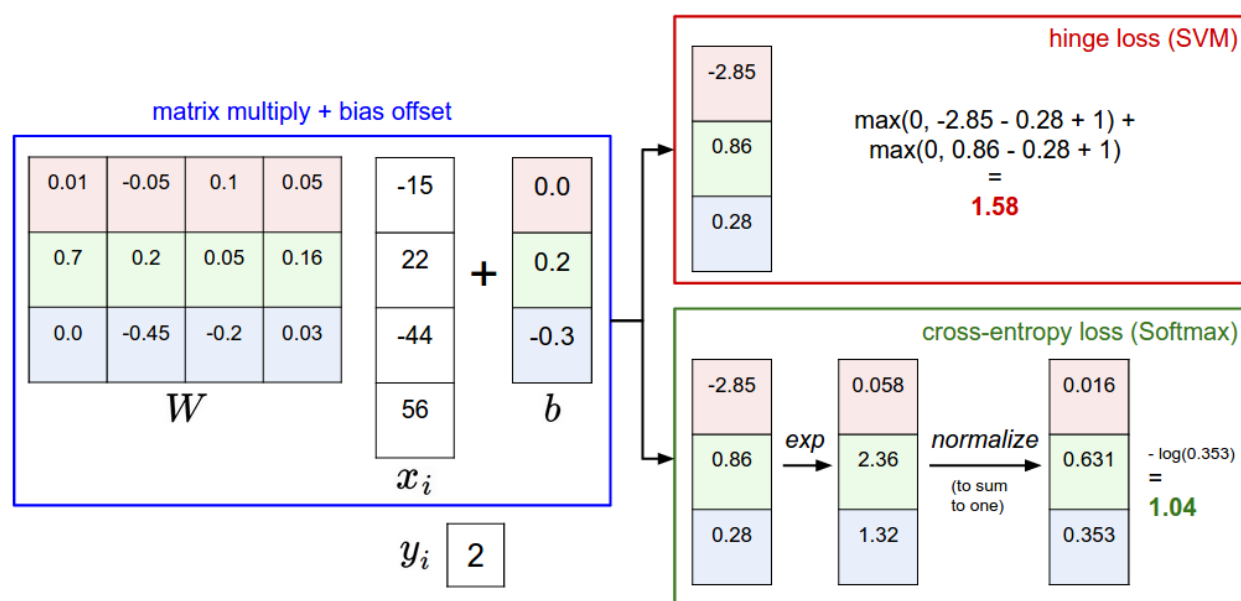 matrix multiply + bias offset
0.01 -0.05 0.1 0.05
0.7 0.2 0.05 0.16
0.0 -0.45 -0.2 0.03
W
-15
22
-44
56
x_i
+
0.0
0.2
-0.3
b
y_i 2
hinge loss (SVM)
-2.85
0.86
0.28
max(0, -2.85 - 0.28 + 1) +
max(0, 0.86 - 0.28 + 1)
=
1.58
cross-entropy loss (Softmax)
-2.85
0.86
0.28
exp
0.058
2.36
1.32
normalize
(to sum
to one)
0.016
0.631
0.353
- log(0.353)
=
1.04